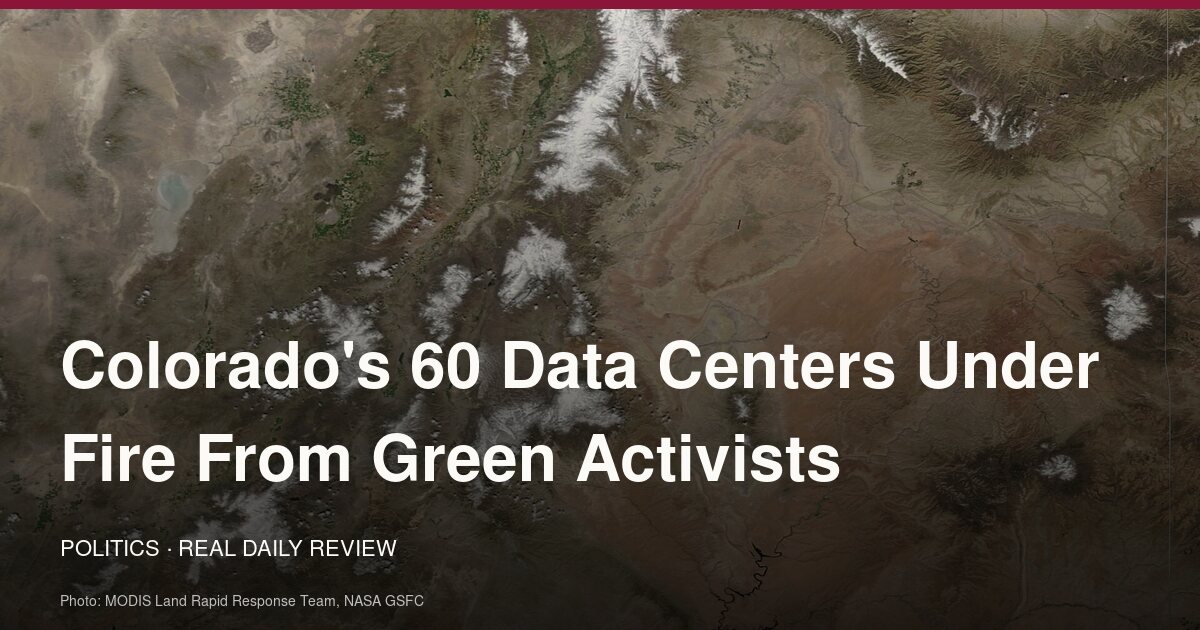 Colorado's 60 Data Centers Under
Fire From Green Activists
POLITICS · REAL DAILY REVIEW
Photo: MODIS Land Rapid Response Team, NASA GSFC